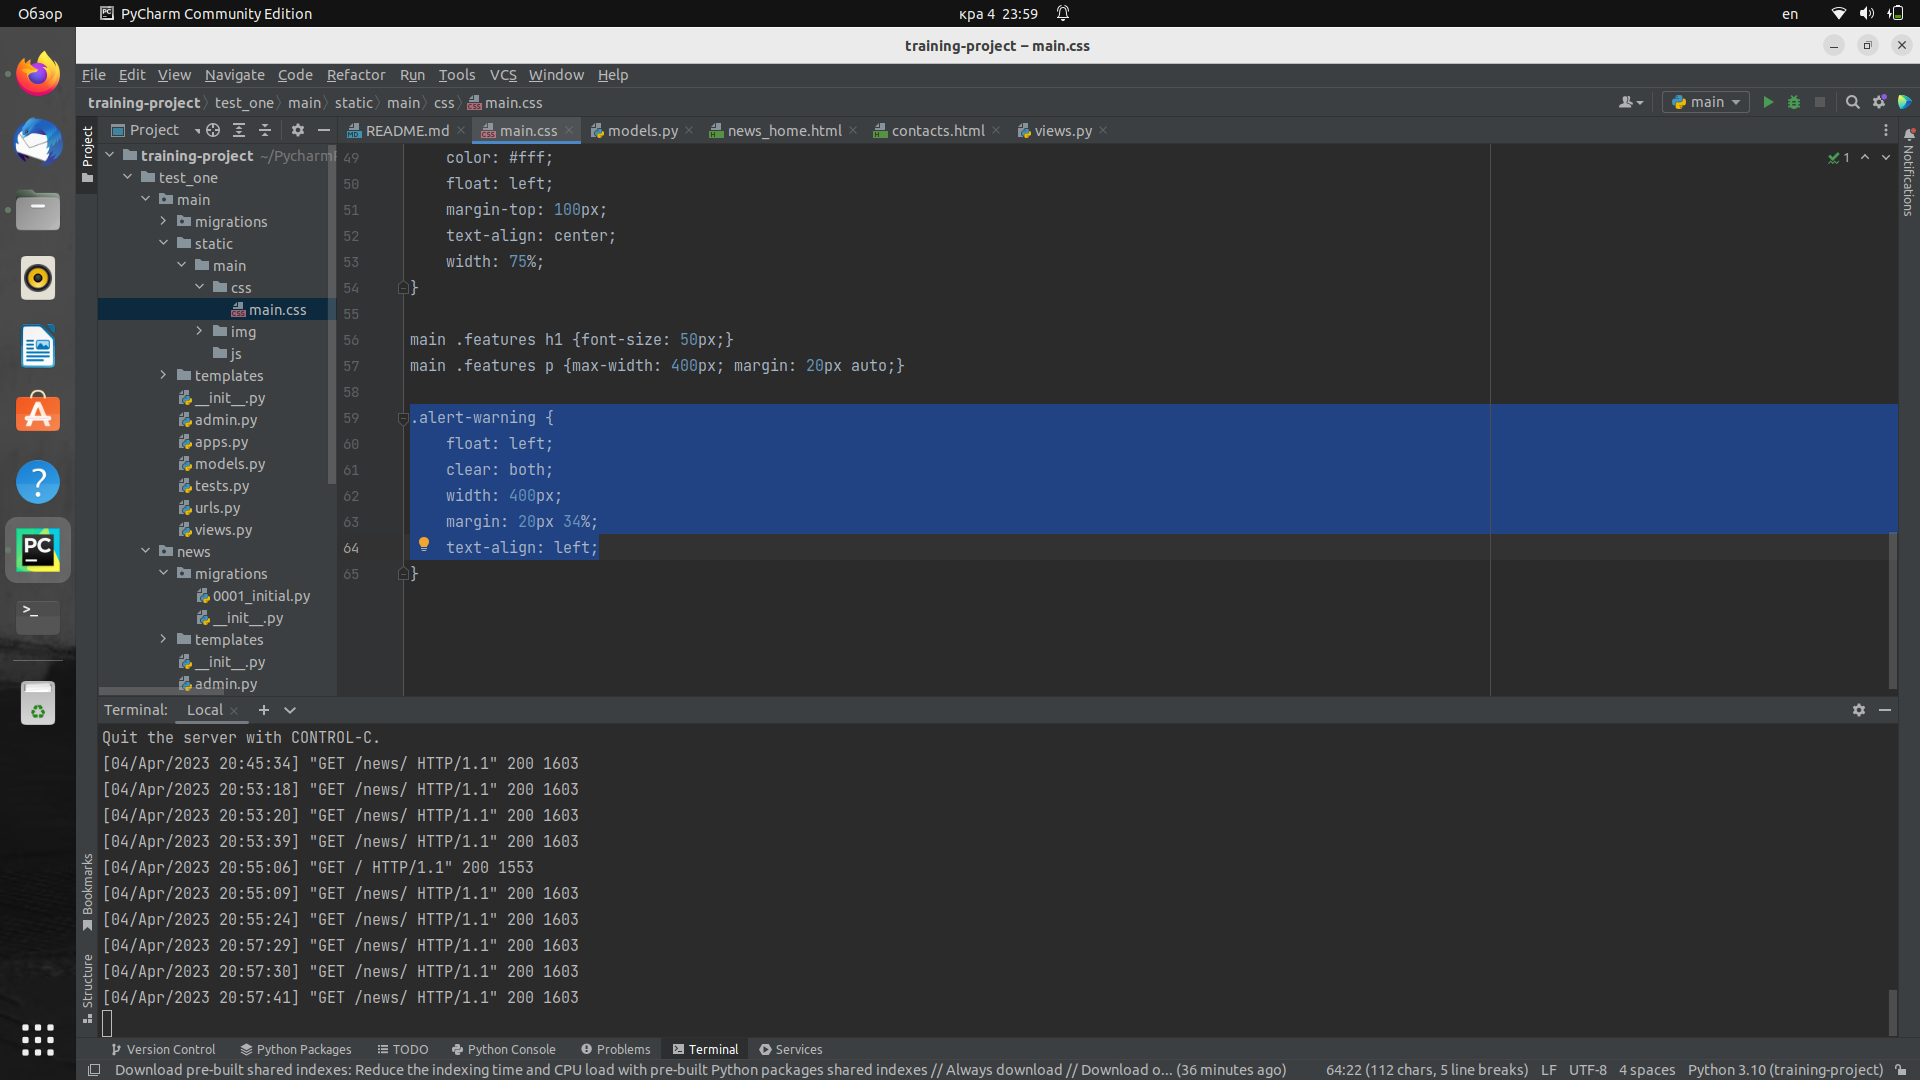 Обзор
PyCharm Community Edition
кра 4 23:59
en
training-project – main.css
File Edit View Navigate Code Refactor Run Tools VCS Window Help
training-project test_one main static main css main.css
main
Project
README.md main.css models.py news_home.html contacts.html views.py
Project
Notifications
training-project ~/Pycharm
test_one
main
migrations
static
main
css
main.css
img
js
templates
__init__.py
admin.py
apps.py
models.py
tests.py
urls.py
views.py
news
migrations
0001_initial.py
__init__.py
templates
__init__.py
admin.py
1
49 color: #fff;
50 float: left;
51 margin-top: 100px;
52 text-align: center;
53 width: 75%;
54 }
55
56 main .features h1 {font-size: 50px;}
57 main .features p {max-width: 400px; margin: 20px auto;}
58
59 .alert-warning {
60 float: left;
61 clear: both;
62 width: 400px;
63 margin: 20px 34%;
64 text-align: left;
65 }
Terminal: Local
Quit the server with CONTROL-C.
[04/Apr/2023 20:45:34] "GET /news/ HTTP/1.1" 200 1603
[04/Apr/2023 20:53:18] "GET /news/ HTTP/1.1" 200 1603
[04/Apr/2023 20:53:20] "GET /news/ HTTP/1.1" 200 1603
[04/Apr/2023 20:53:39] "GET /news/ HTTP/1.1" 200 1603
[04/Apr/2023 20:55:06] "GET / HTTP/1.1" 200 1553
[04/Apr/2023 20:55:09] "GET /news/ HTTP/1.1" 200 1603
[04/Apr/2023 20:55:24] "GET /news/ HTTP/1.1" 200 1603
[04/Apr/2023 20:57:29] "GET /news/ HTTP/1.1" 200 1603
[04/Apr/2023 20:57:30] "GET /news/ HTTP/1.1" 200 1603
[04/Apr/2023 20:57:41] "GET /news/ HTTP/1.1" 200 1603
Bookmarks
Structure
Version Control Python Packages TODO Python Console Problems Terminal Services
Download pre-built shared indexes: Reduce the indexing time and CPU load with pre-built Python packages shared indexes // Always download // Download o... (36 minutes ago)
64:22 (112 chars, 5 line breaks) LF UTF-8 4 spaces Python 3.10 (training-project)